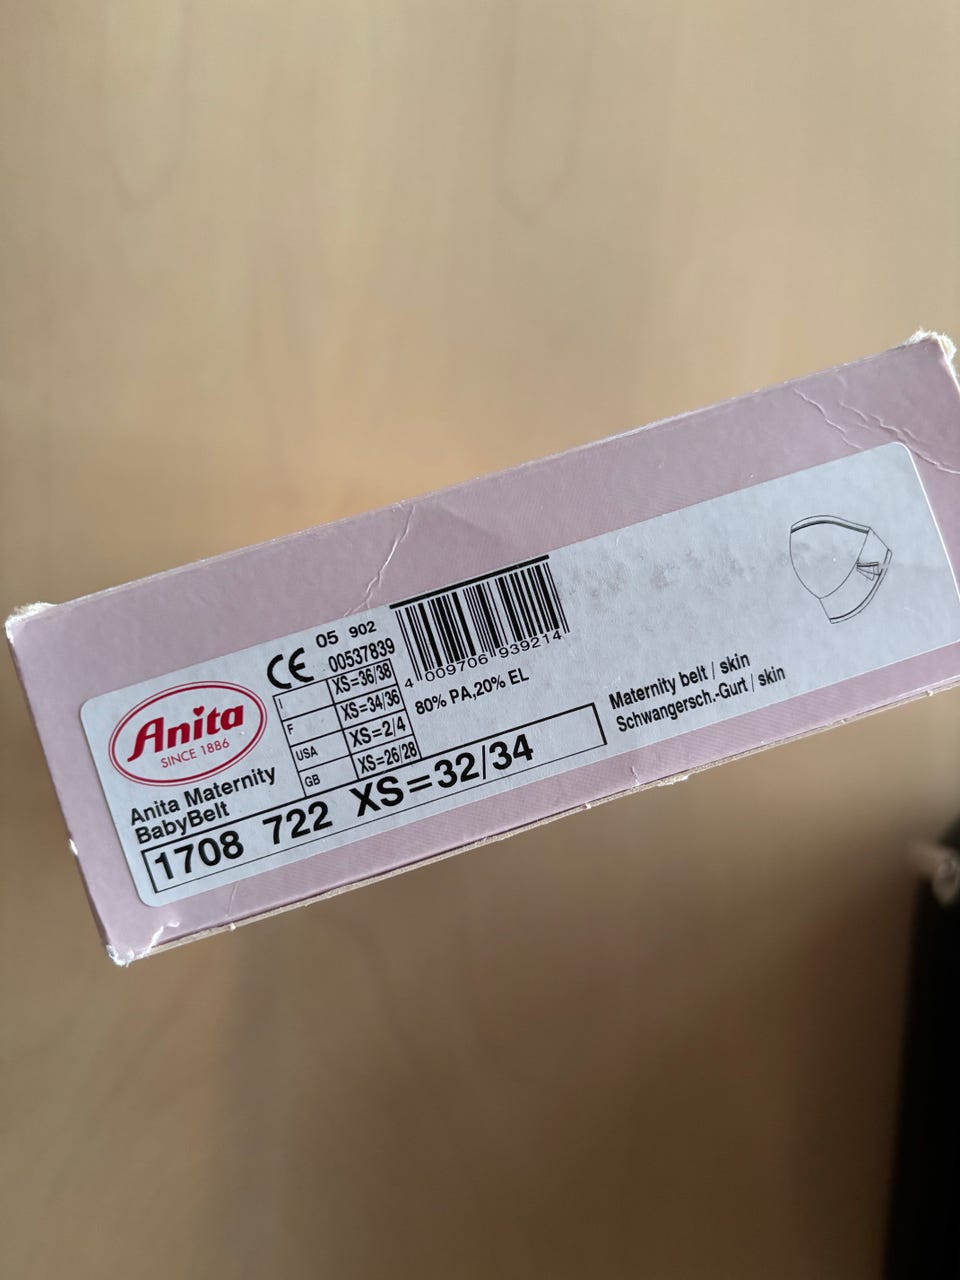 Anita
SINCE 1886
Anita Maternity
BabyBelt
CE 05 902
00537839
I XS=36/38
F XS=34/36
USA XS=2/4
GB XS=26/28
4 009706 939214
80% PA,20% EL
1708 722 XS=32/34
Maternity belt / skin
Schwangersch.-Gurt / skin